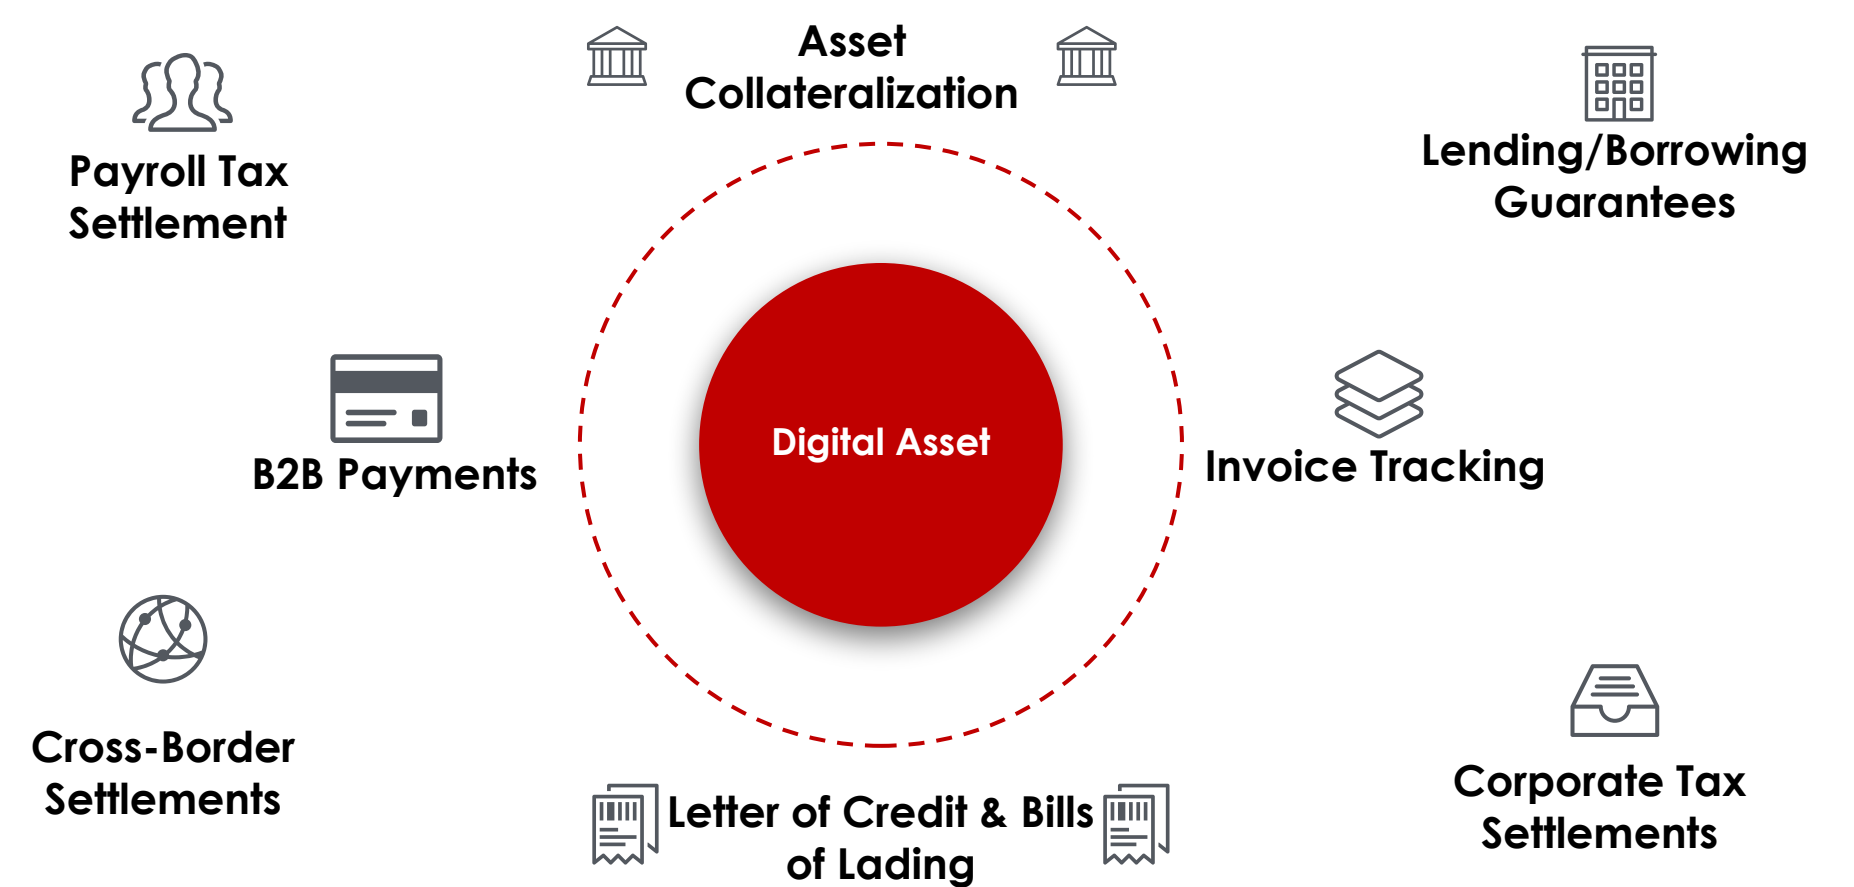 Asset
Collateralization
Payroll Tax
Settlement
Lending/Borrowing
Guarantees
Digital Asset
B2B Payments
Invoice Tracking
Cross-Border
Settlements
Corporate Tax
Settlements
Letter of Credit & Bills
of Lading